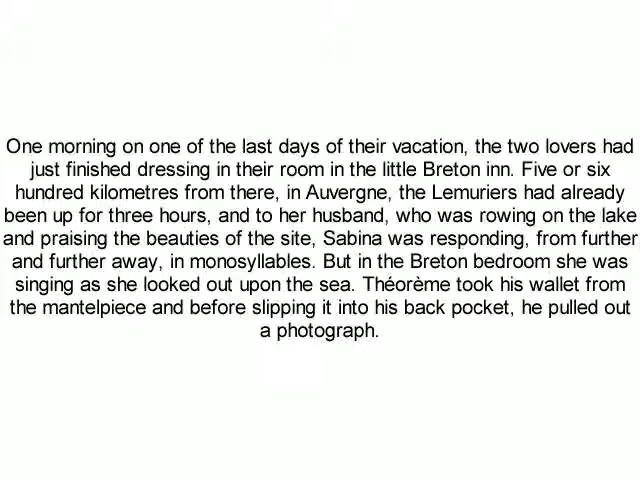 One morning on one of the last days of their vacation, the two lovers had
just finished dressing in their room in the little Breton inn. Five or six
hundred kilometres from there, in Auvergne, the Lemuriers had already
been up for three hours, and to her husband, who was rowing on the lake
and praising the beauties of the site, Sabina was responding, from further
and further away, in monosyllables. But in the Breton bedroom she was
singing as she looked out upon the sea. Théorème took his wallet from
the mantelpiece and before slipping it into his back pocket, he pulled out
a photograph.